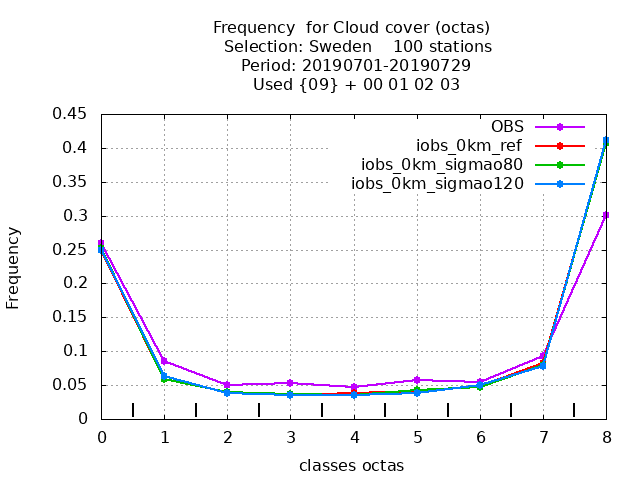 Frequency  for Cloud cover (octas)
Selection: Sweden    100 stations
Period: 20190701-20190729
Used {09} + 00 01 02 03
OBS
iobs_0km_ref
iobs_0km_sigmao80
iobs_0km_sigmao120
0.45
0.4
0.35
0.3
0.25
0.2
0.15
0.1
0.05
0
Frequency
0 1 2 3 4 5 6 7 8
classes octas